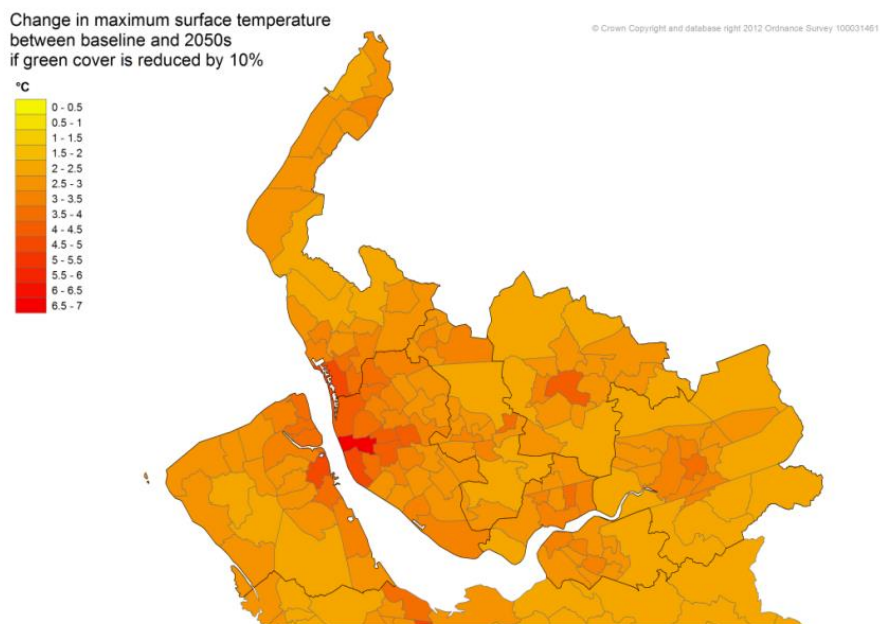 Change in maximum surface temperature
between baseline and 2050s
if green cover is reduced by 10%
© Crown Copyright and database right 2012 Ordnance Survey 100031461
°C
0 - 0.5
0.5 - 1
1 - 1.5
1.5 - 2
2 - 2.5
2.5 - 3
3 - 3.5
3.5 - 4
4 - 4.5
4.5 - 5
5 - 5.5
5.5 - 6
6 - 6.5
6.5 - 7